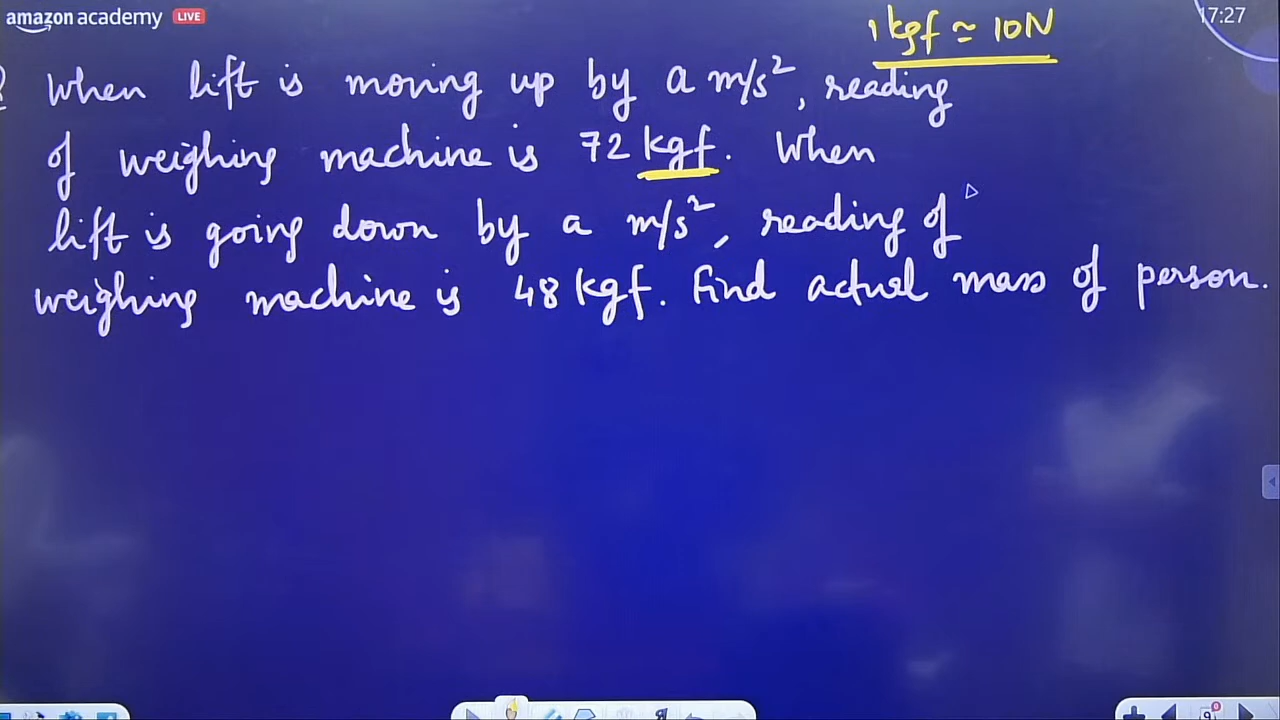 amazon academy LIVE
17:27
1 kgf ≃ 10N
When lift is moving up by a m/s², reading
of weighing machine is 72 kgf. When
lift is going down by a m/s², reading of
weighing machine is 48 kgf. Find actual mass of person.